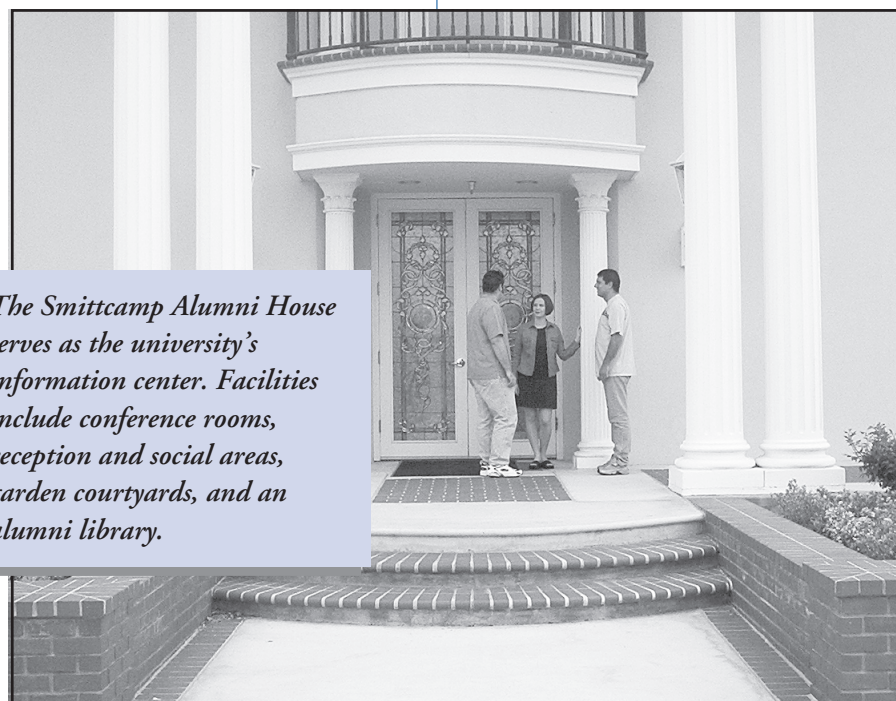 The Smittcamp Alumni House
erves as the university’s
nformation center. Facilities
nclude conference rooms,
eception and social areas,
arden courtyards, and an
alumni library.